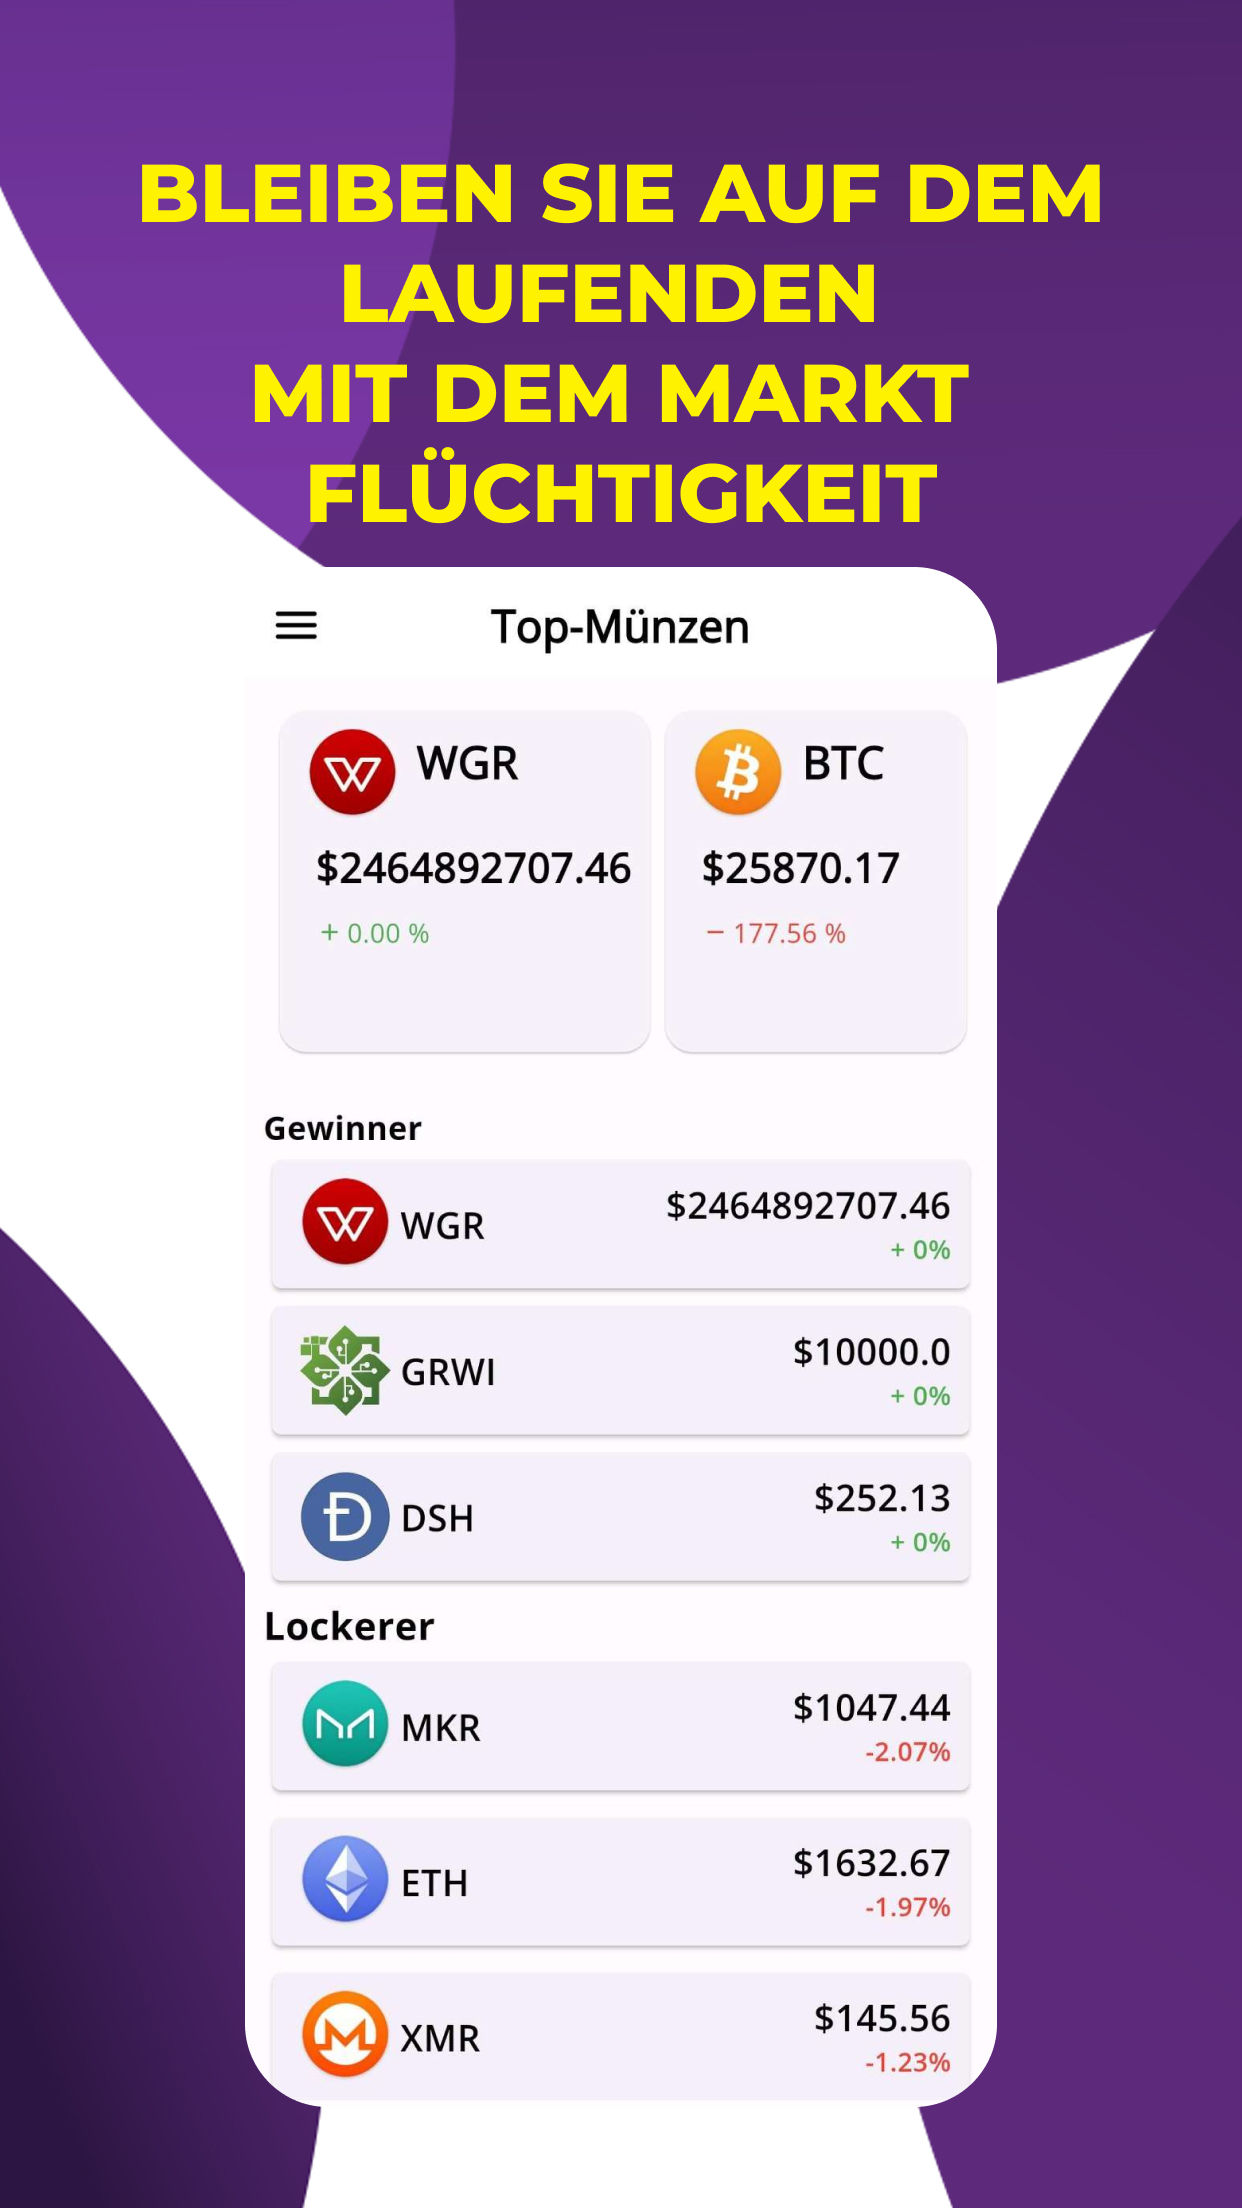 BLEIBEN SIE AUF DEM
LAUFENDEN
MIT DEM MARKT
FLÜCHTIGKEIT
Top-Münzen
WGR
$2464892707.46
+ 0.00 %
BTC
$25870.17
− 177.56 %
Gewinner
WGR
$2464892707.46
+ 0%
GRWI
$10000.0
+ 0%
DSH
$252.13
+ 0%
Lockerer
MKR
$1047.44
-2.07%
ETH
$1632.67
-1.97%
XMR
$145.56
-1.23%